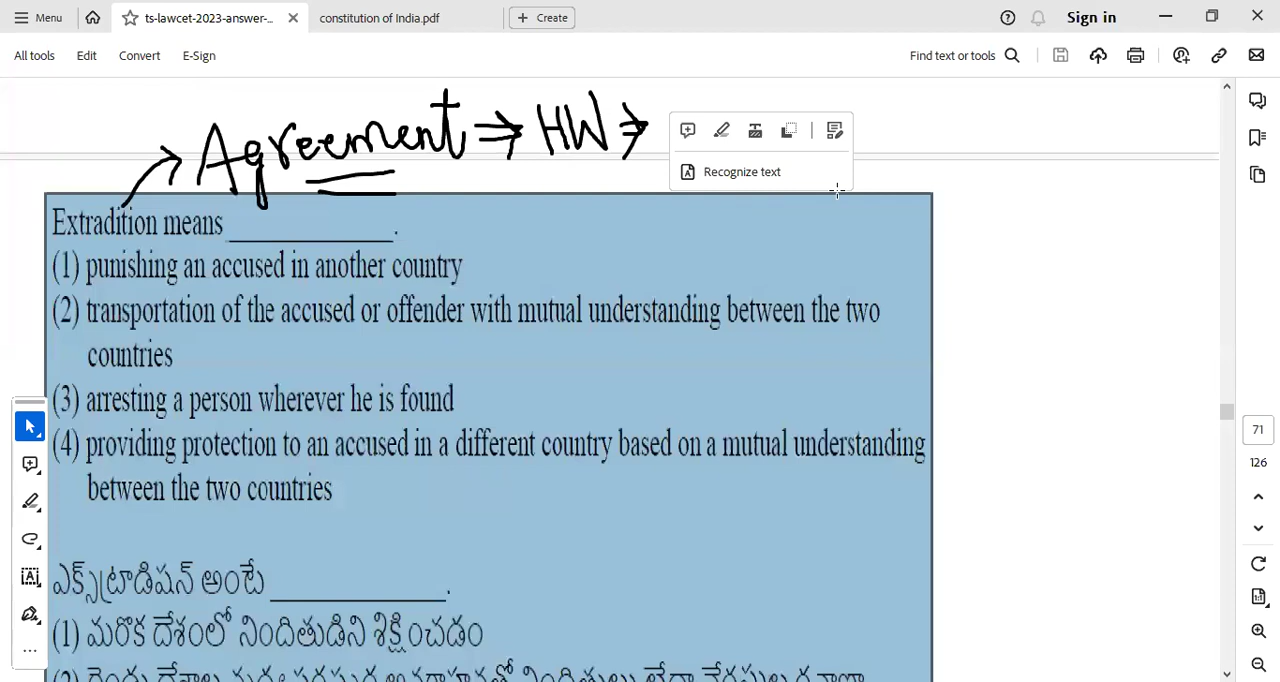 Menu
ts-lawcet-2023-answer-...
constitution of India.pdf
Create
Sign in
All tools
Edit
Convert
E-Sign
Find text or tools
Agreement ⇒ HW ⇒
Recognize text
Extradition means ____________.
(1) punishing an accused in another country
(2) transportation of the accused or offender with mutual understanding between the two
countries
(3) arresting a person wherever he is found
(4) providing protection to an accused in a different country based on a mutual understanding
between the two countries
ఎక్స్‌ట్రాడిషన్ అంటే ____________.
(1) మరొక దేశంలో నిందితుడిని శిక్షించడం
71
126